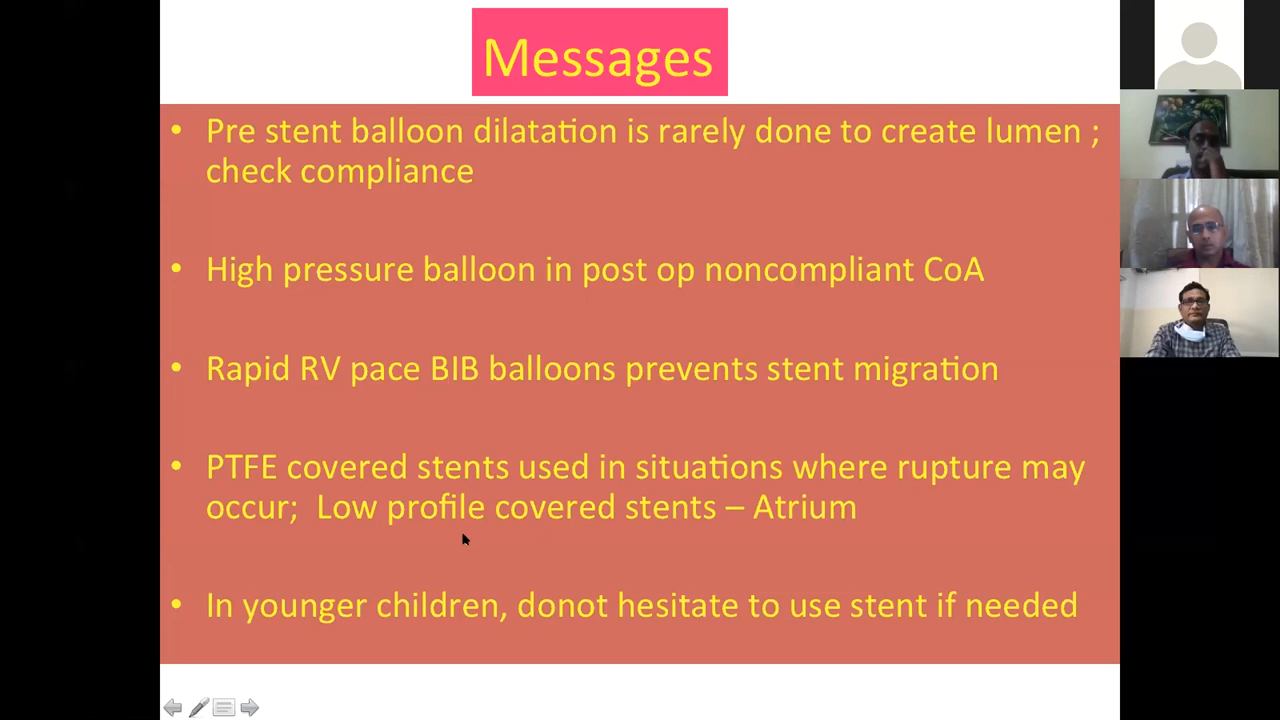 Messages
• Pre stent balloon dilatation is rarely done to create lumen ;
check compliance
• High pressure balloon in post op noncompliant CoA
• Rapid RV pace BIB balloons prevents stent migration
• PTFE covered stents used in situations where rupture may
occur;  Low profile covered stents – Atrium
• In younger children, donot hesitate to use stent if needed